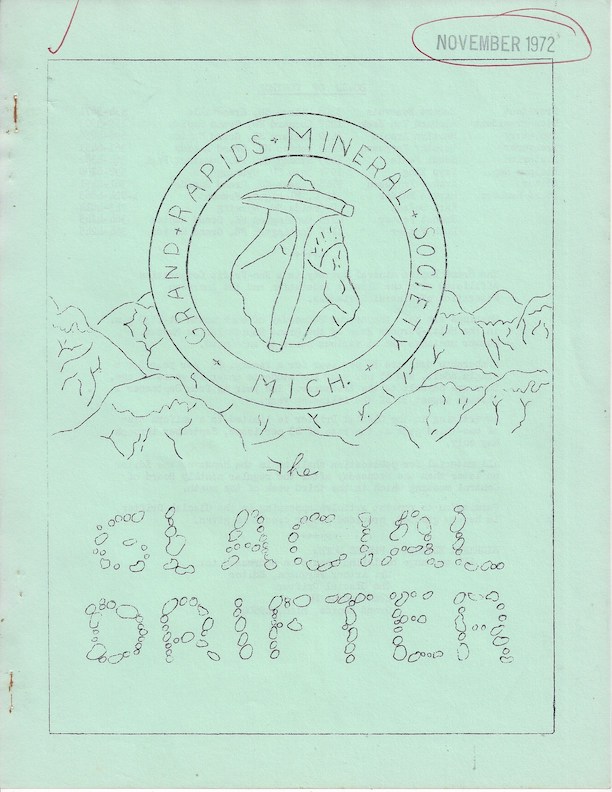 NOVEMBER 1972
GRAND + RAPIDS + MINERAL + SOCIETY + MICH. +
The
GLACIAL
DRIFTER